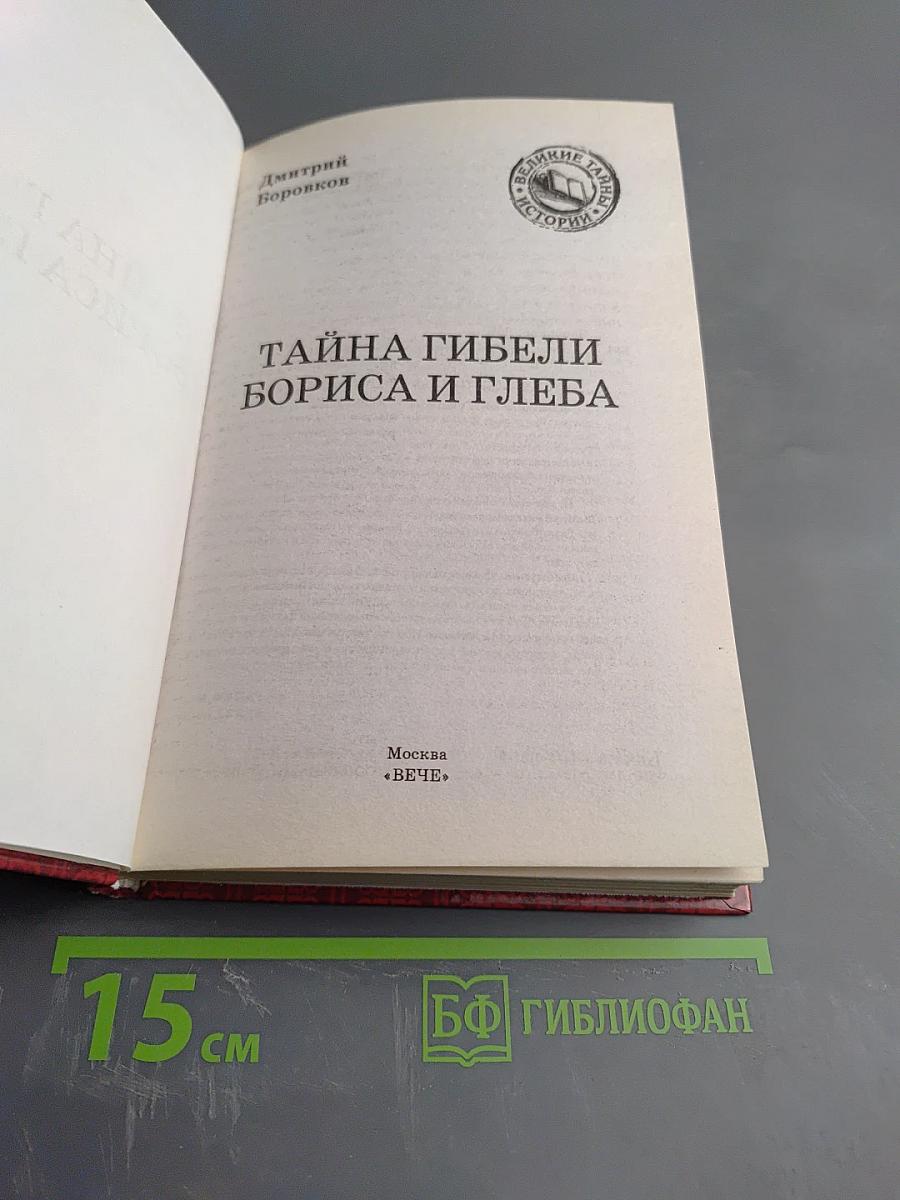 Дмитрий
Боровков
ВЕЛИКИЕ ТАЙНЫ
ИСТОРИИ
ТАЙНА ГИБЕЛИ
БОРИСА И ГЛЕБА
Москва
«ВЕЧЕ»
15 см
БФ ГИБЛИОФАН